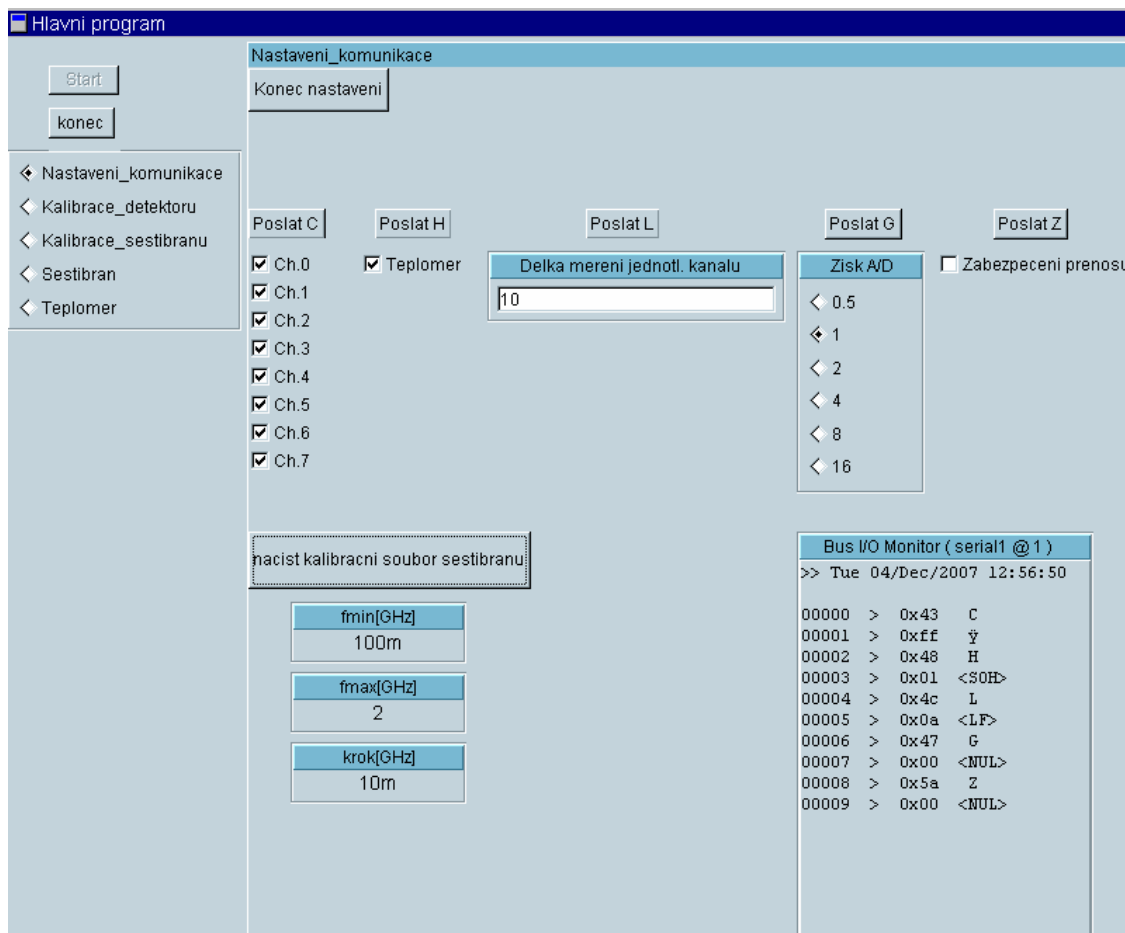 Hlavni program
Start
konec
Nastaveni_komunikace
Kalibrace_detektoru
Kalibrace_sestibranu
Sestibran
Teplomer
Nastaveni_komunikace
Konec nastaveni
Poslat C
Poslat H
Poslat L
Poslat G
Poslat Z
Ch.0
Ch.1
Ch.2
Ch.3
Ch.4
Ch.5
Ch.6
Ch.7
Teplomer
Delka mereni jednotl. kanalu
10
Zisk A/D
0.5
1
2
4
8
16
Zabezpeceni prenosu
nacist kalibracni soubor sestibranu
fmin[GHz]
100m
fmax[GHz]
2
krok[GHz]
10m
Bus I/O Monitor ( serial1 @ 1 )
>> Tue 04/Dec/2007 12:56:50
00000 > 0x43 C
00001 > 0xff ÿ
00002 > 0x48 H
00003 > 0x01 <SOH>
00004 > 0x4c L
00005 > 0x0a <LF>
00006 > 0x47 G
00007 > 0x00 <NUL>
00008 > 0x5a Z
00009 > 0x00 <NUL>